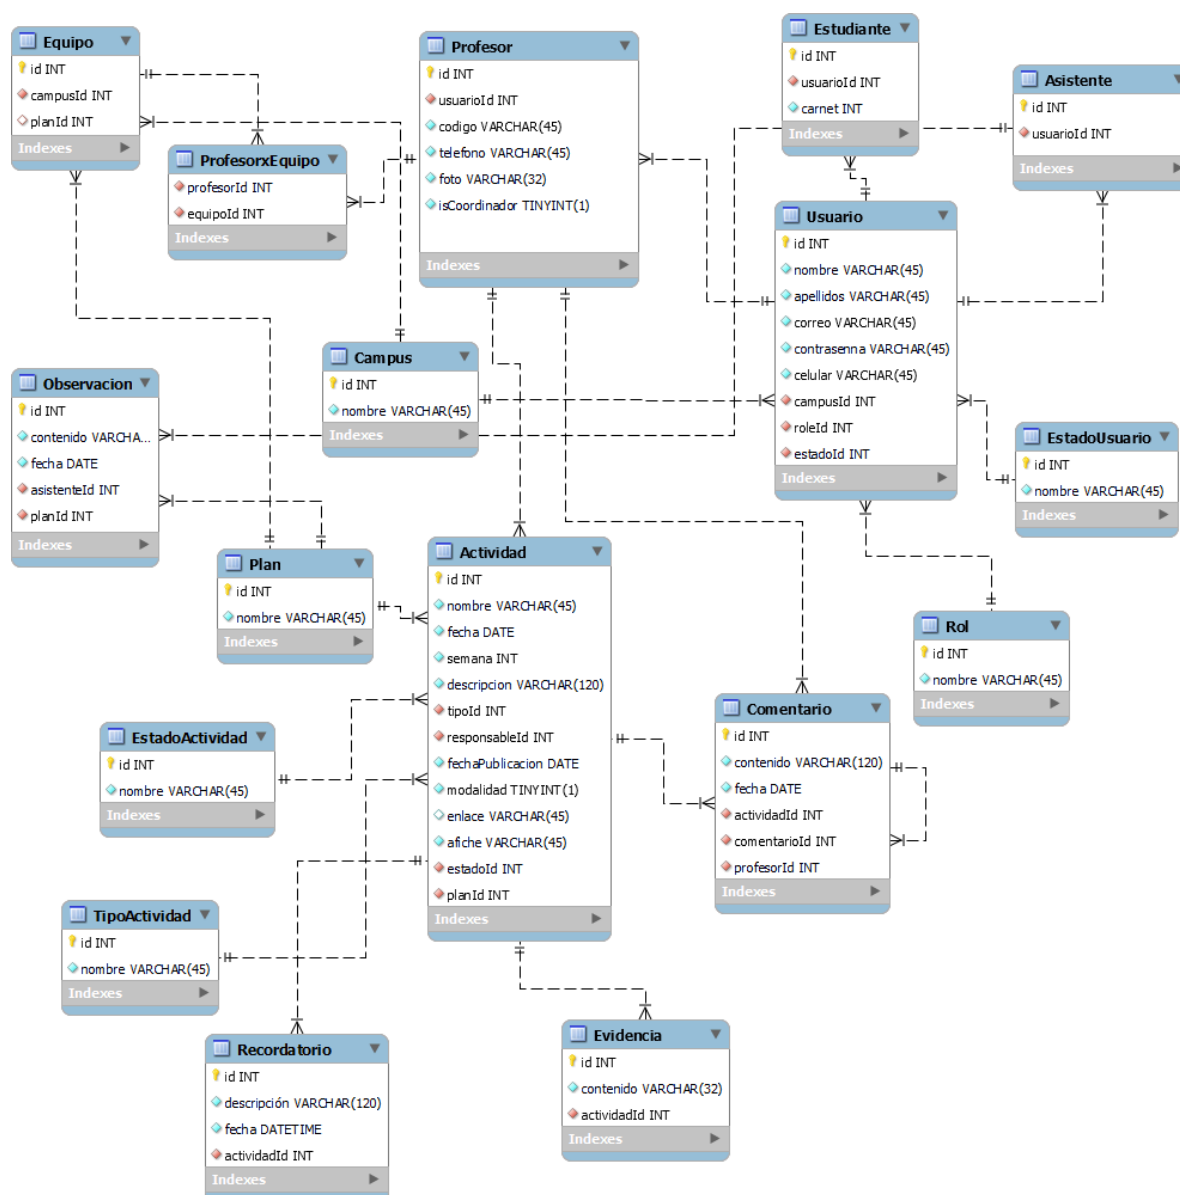 Equipo
id INT
campusId INT
planId INT
Indexes
Profesor
id INT
usuarioId INT
codigo VARCHAR(45)
telefono VARCHAR(45)
foto VARCHAR(32)
isCoordinador TINYINT(1)
Indexes
Estudiante
id INT
usuarioId INT
carnet INT
Indexes
Asistente
id INT
usuarioId INT
Indexes
ProfesorxEquipo
profesorId INT
equipoId INT
Indexes
Usuario
id INT
nombre VARCHAR(45)
apellidos VARCHAR(45)
correo VARCHAR(45)
contrasenna VARCHAR(45)
celular VARCHAR(45)
campusId INT
roleId INT
estadoId INT
Indexes
Campus
id INT
nombre VARCHAR(45)
Indexes
Observacion
id INT
contenido VARCHA...
fecha DATE
asistenteId INT
planId INT
Indexes
EstadoUsuario
id INT
nombre VARCHAR(45)
Indexes
Plan
id INT
nombre VARCHAR(45)
Indexes
Actividad
id INT
nombre VARCHAR(45)
fecha DATE
semana INT
descripcion VARCHAR(120)
tipoId INT
responsableId INT
fechaPublicacion DATE
modalidad TINYINT(1)
enlace VARCHAR(45)
afiche VARCHAR(45)
estadoId INT
planId INT
Indexes
Rol
id INT
nombre VARCHAR(45)
Indexes
Comentario
id INT
contenido VARCHAR(120)
fecha DATE
actividadId INT
comentarioId INT
profesorId INT
Indexes
EstadoActividad
id INT
nombre VARCHAR(45)
Indexes
TipoActividad
id INT
nombre VARCHAR(45)
Indexes
Recordatorio
id INT
descripción VARCHAR(120)
fecha DATETIME
actividadId INT
Indexes
Evidencia
id INT
contenido VARCHAR(32)
actividadId INT
Indexes